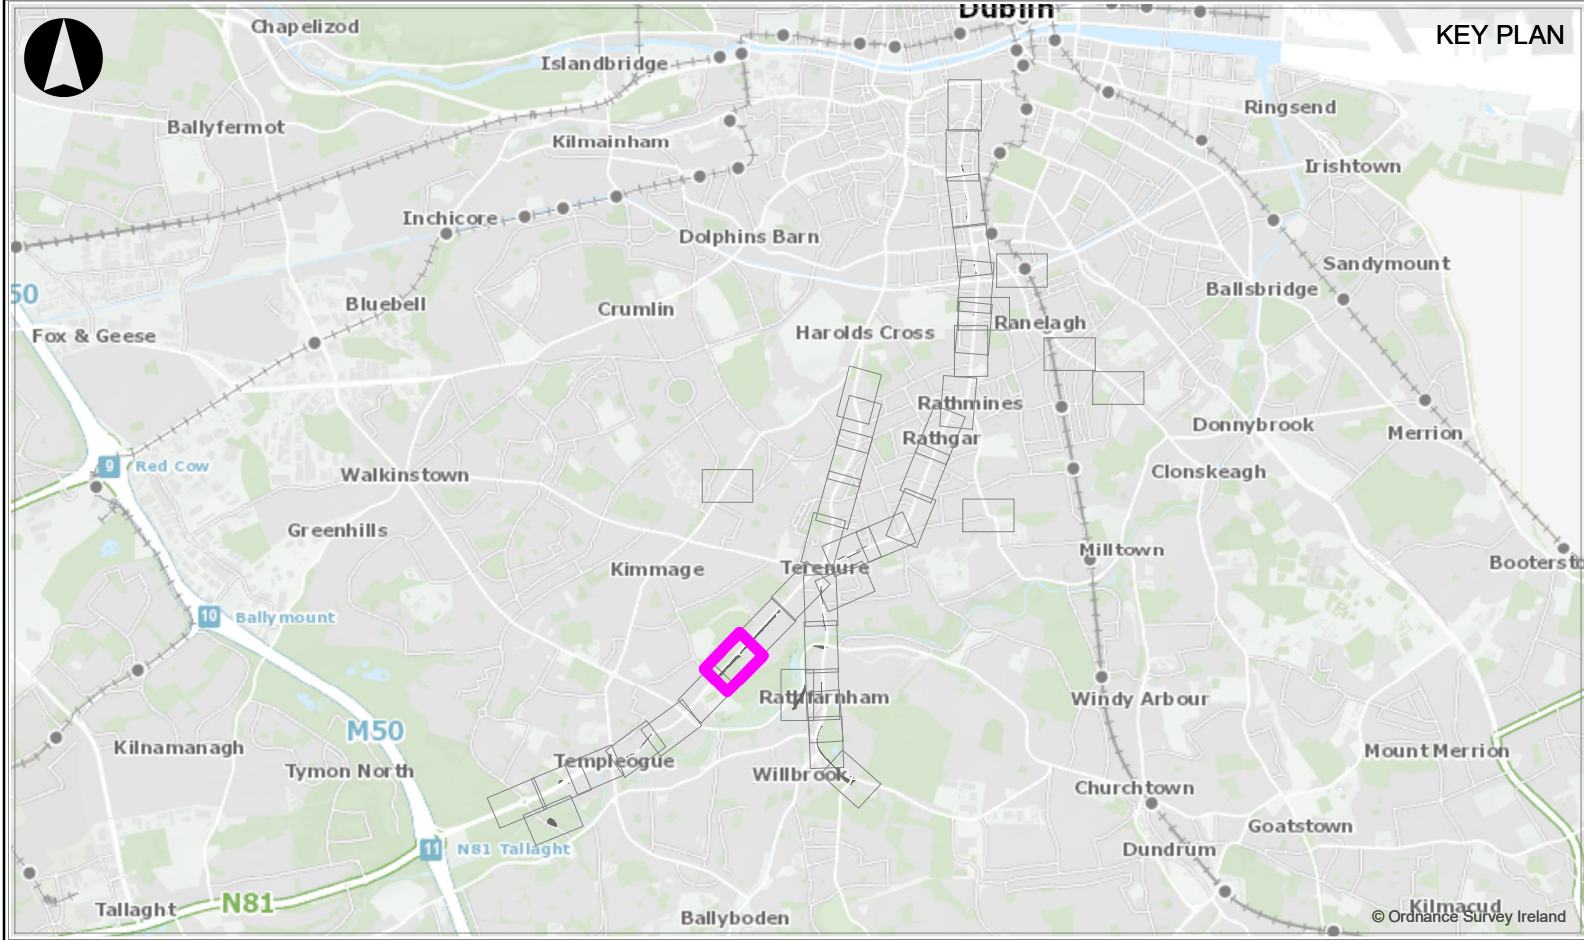 Dublin
KEY PLAN
Chapelizod
Islandbridge
Ringsend
Ballyfermot
Kilmainham
Irishtown
Inchicore
Dolphins Barn
Sandymount
50
Bluebell
Crumlin
Ballsbridge
Fox & Geese
Harolds Cross
Ranelagh
Rathmines
Rathgar
Donnybrook
Merrion
9
Red Cow
Walkinstown
Clonskeagh
Greenhills
Milltown
Kimmage
Terenure
Boostersto
10
Ballymount
Rathfarnham
Windy Arbour
M50
Kilnamanagh
Mount Merrion
Tymon North
Templeogue
Willbrook
Churchtown
Goatstown
11
N81 Tallaght
Dundrum
Tallaght
N81
Ballyboden
Kilmacud
© Ordnance Survey Ireland